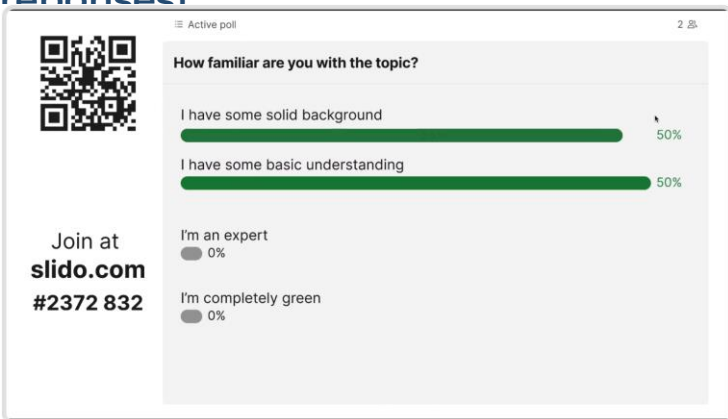 Active poll
2
How familiar are you with the topic?
I have some solid background
50%
I have some basic understanding
50%
I'm an expert
0%
I'm completely green
0%
Join at
slido.com
#2372 832